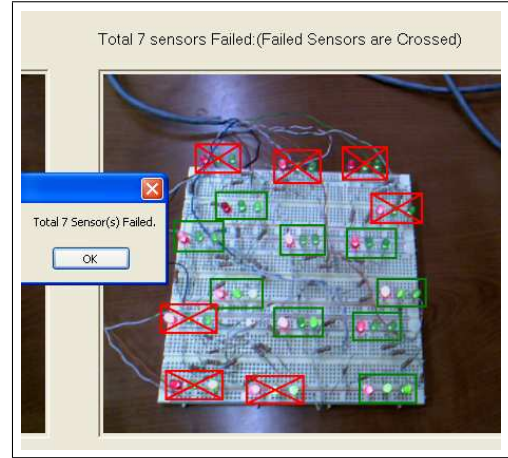 Total 7 sensors Failed:(Failed Sensors are Crossed)
Total 7 Sensor(s) Failed.
OK